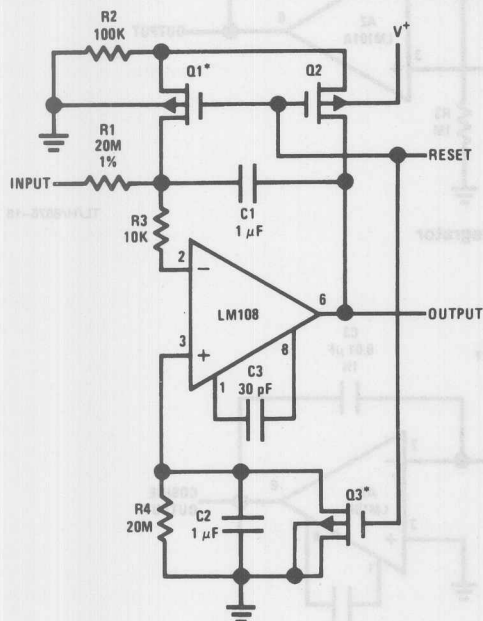 R2
100K
Q1*
Q2
V+
R1
20M
1%
RESET
INPUT
C1
1 µF
R3
10K
2
−
LM108
6
OUTPUT
3
+
8
1
C3
30 pF
Q3*
R4
20M
C2
1 µF